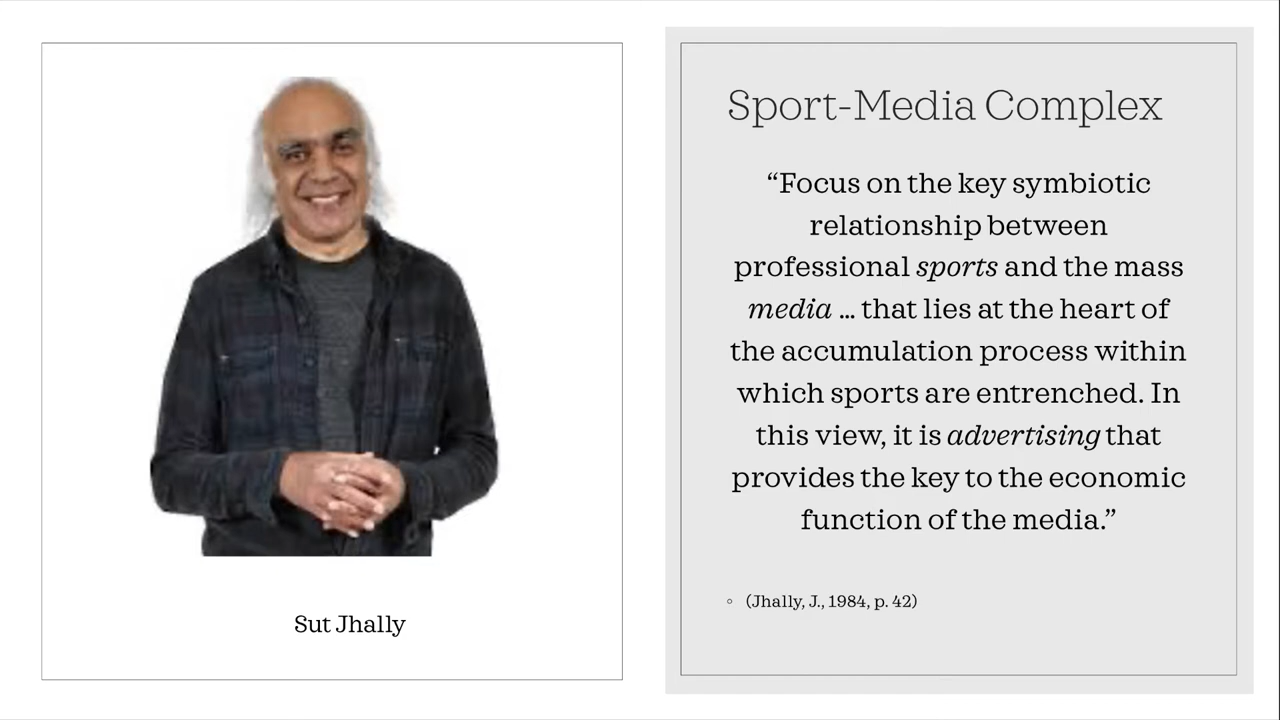 Sut Jhally
Sport-Media Complex
“Focus on the key symbiotic
relationship between
professional sports and the mass
media ... that lies at the heart of
the accumulation process within
which sports are entrenched. In
this view, it is advertising that
provides the key to the economic
function of the media.”
(Jhally, J., 1984, p. 42)